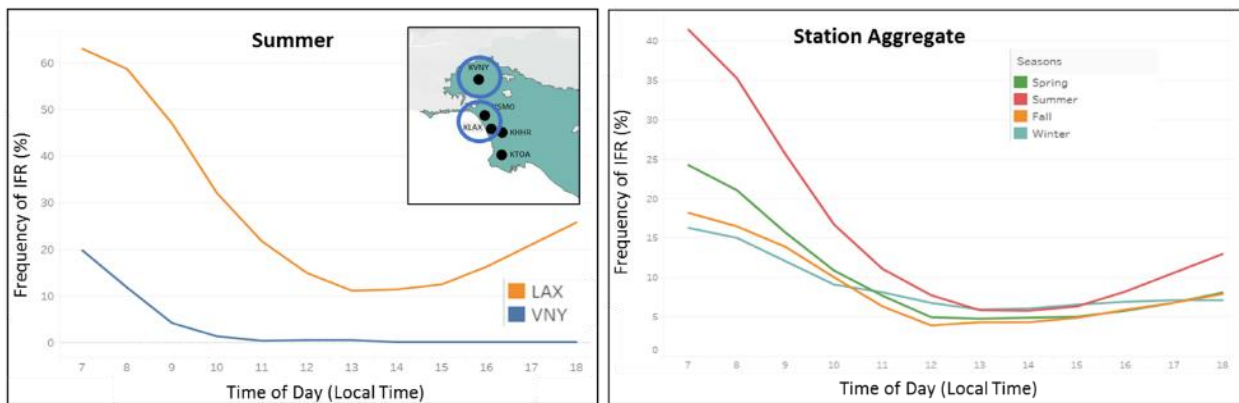 Summer
Frequency of IFR (%)
60
50
40
30
20
10
0
7 8 9 10 11 12 13 14 15 16 17 18
Time of Day (Local Time)
KVNY
KSMO
KLAX
KHHR
KTOA
LAX
VNY
Station Aggregate
Frequency of IFR (%)
40
35
30
25
20
15
10
5
0
7 8 9 10 11 12 13 14 15 16 17 18
Time of Day (Local Time)
Seasons
Spring
Summer
Fall
Winter